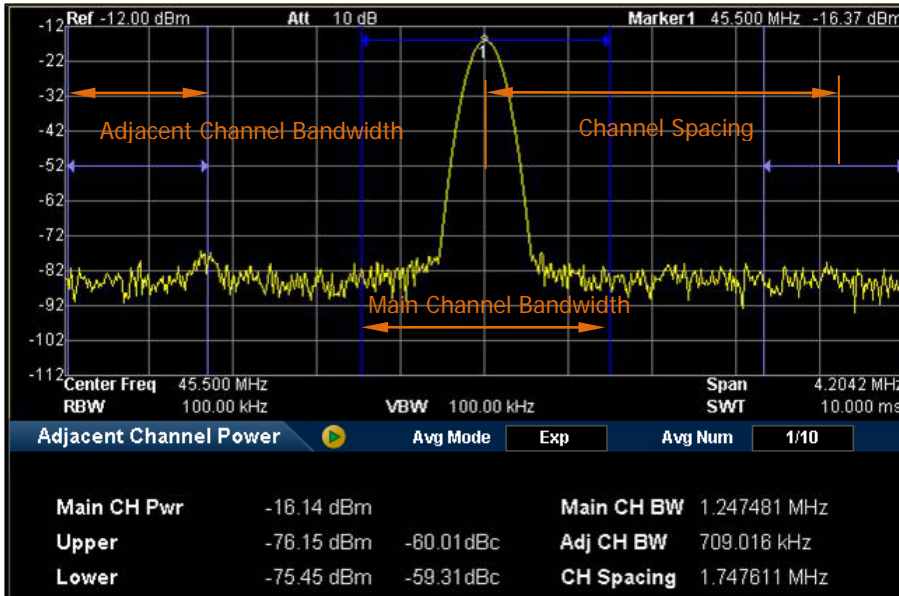 Ref -12.00 dBm Att 10 dB Marker1 45.500 MHz -16.37 dBm
-12
1
-22
-32
Adjacent Channel Bandwidth Channel Spacing
-42
-52
-62
-72
-82
-92
Main Channel Bandwidth
-102
-112
Center Freq 45.500 MHz Span 4.2042 MHz
RBW 100.00 kHz VBW 100.00 kHz SWT 10.000 ms
Adjacent Channel Power Avg Mode Exp Avg Num 1/10
Main CH Pwr -16.14 dBm Main CH BW 1.247481 MHz
Upper -76.15 dBm -60.01dBc Adj CH BW 709.016 kHz
Lower -75.45 dBm -59.31dBc CH Spacing 1.747611 MHz